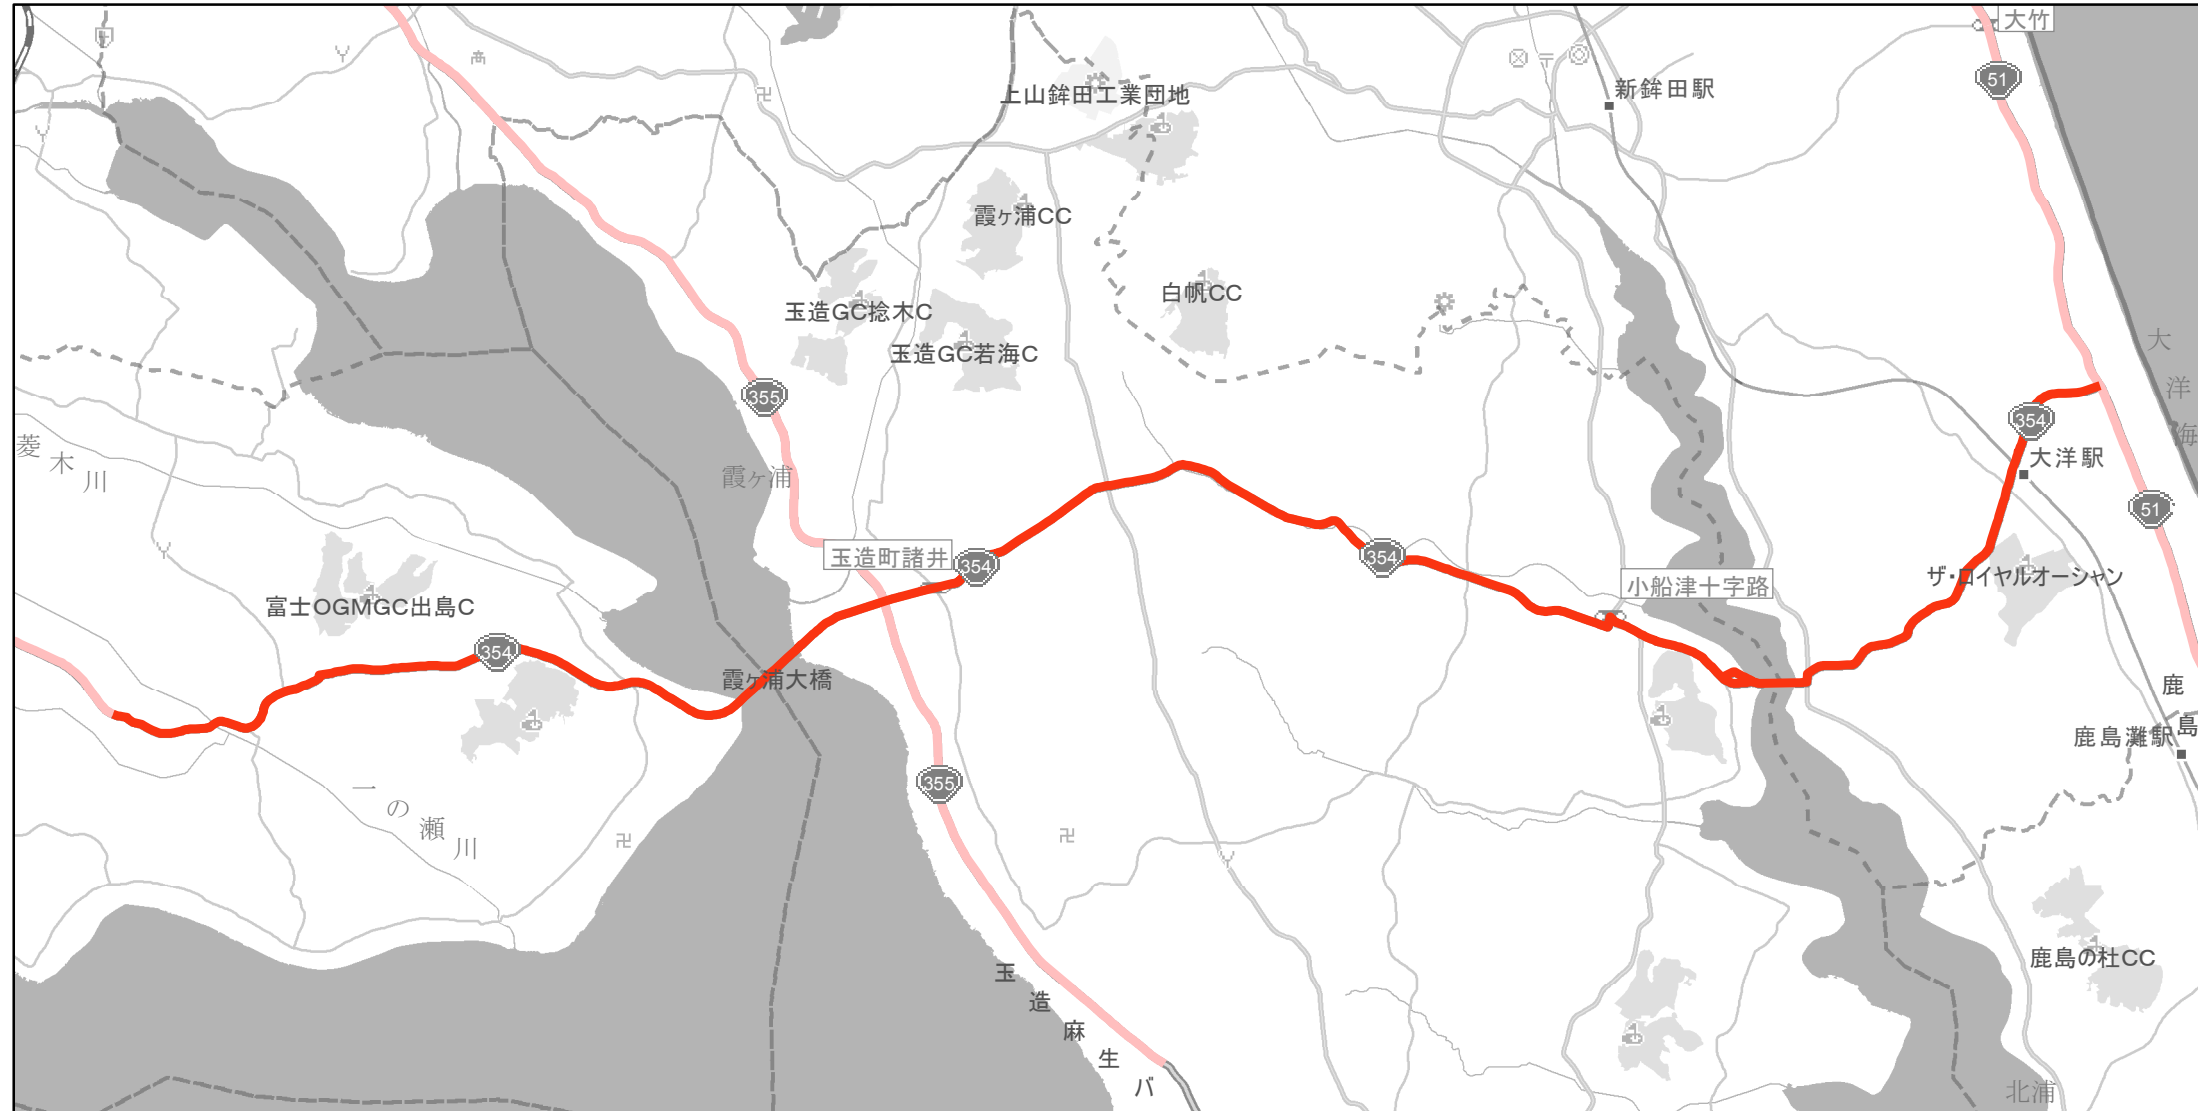 大竹
51
新鉾田駅
上山鉾田工業団地
霞ヶ浦CC
白帆CC
玉造GC捻木C
玉造GC若海C
大洋
355
354
海
菱木川
霞ヶ浦
大洋駅
51
玉造町諸井
354
354
ザ・ロイヤルオーシャン
小船津十字路
富士OGMGC出島C
354
霞ヶ浦大橋
鹿島
鹿島灘駅
355
一の瀬川
鹿島の杜CC
玉造麻生バ
北浦